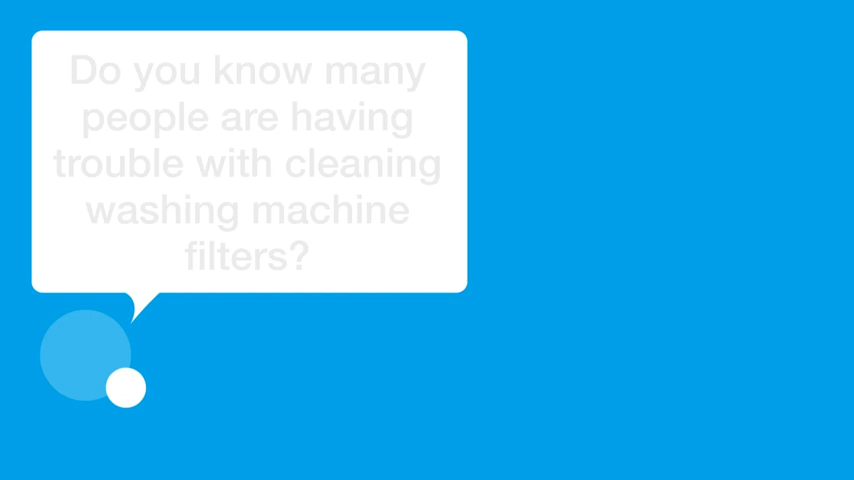 Do you know many
people are having
trouble with cleaning
washing machine
filters?